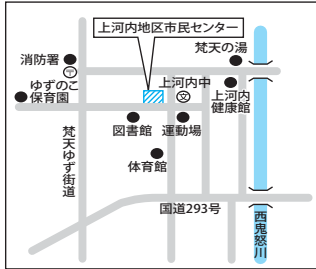 上河内地区市民センター
消防署
〒
梵天の湯
ゆずのこ
保育園
上河内中
文
上河内
健康館
図書館
運動場
体育館
梵天ゆず街道
国道293号
西鬼怒川